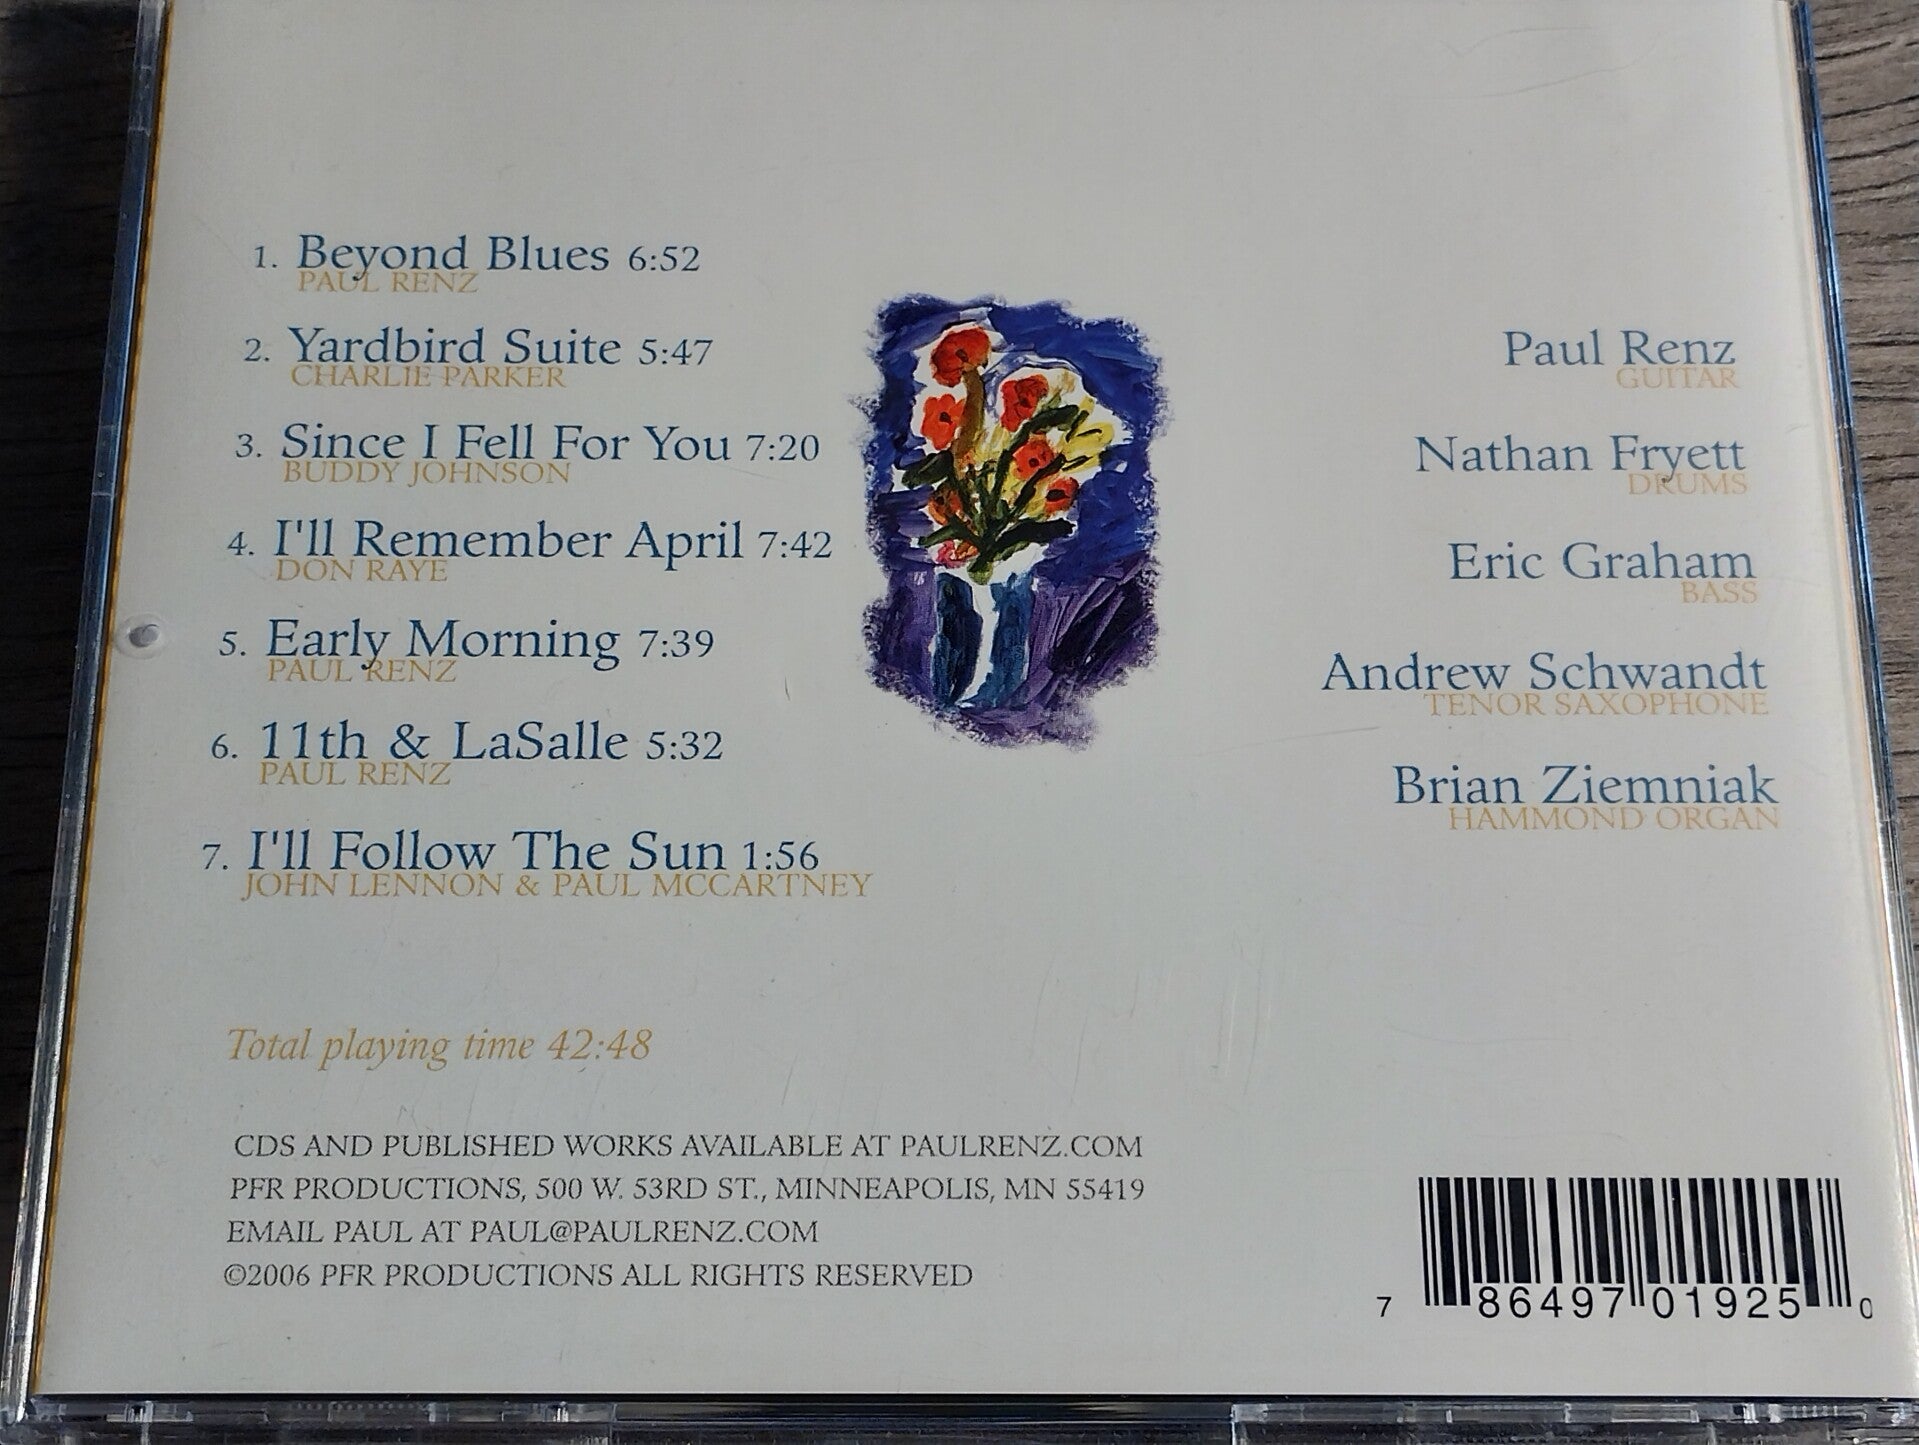 1. Beyond Blues 6:52
PAUL RENZ
2. Yardbird Suite 5:47
CHARLIE PARKER
3. Since I Fell For You 7:20
BUDDY JOHNSON
4. I'll Remember April 7:42
DON RAYE
5. Early Morning 7:39
PAUL RENZ
6. 11th & LaSalle 5:32
PAUL RENZ
7. I'll Follow The Sun 1:56
JOHN LENNON & PAUL MCCARTNEY
Total playing time 42:48
Paul Renz
GUITAR
Nathan Fryett
DRUMS
Eric Graham
BASS
Andrew Schwandt
TENOR SAXOPHONE
Brian Ziemniak
HAMMOND ORGAN
CDS AND PUBLISHED WORKS AVAILABLE AT PAULRENZ.COM
PFR PRODUCTIONS, 500 W. 53RD ST., MINNEAPOLIS, MN 55419
EMAIL PAUL AT PAUL@PAULRENZ.COM
©2006 PFR PRODUCTIONS ALL RIGHTS RESERVED
7 86497 01925 0